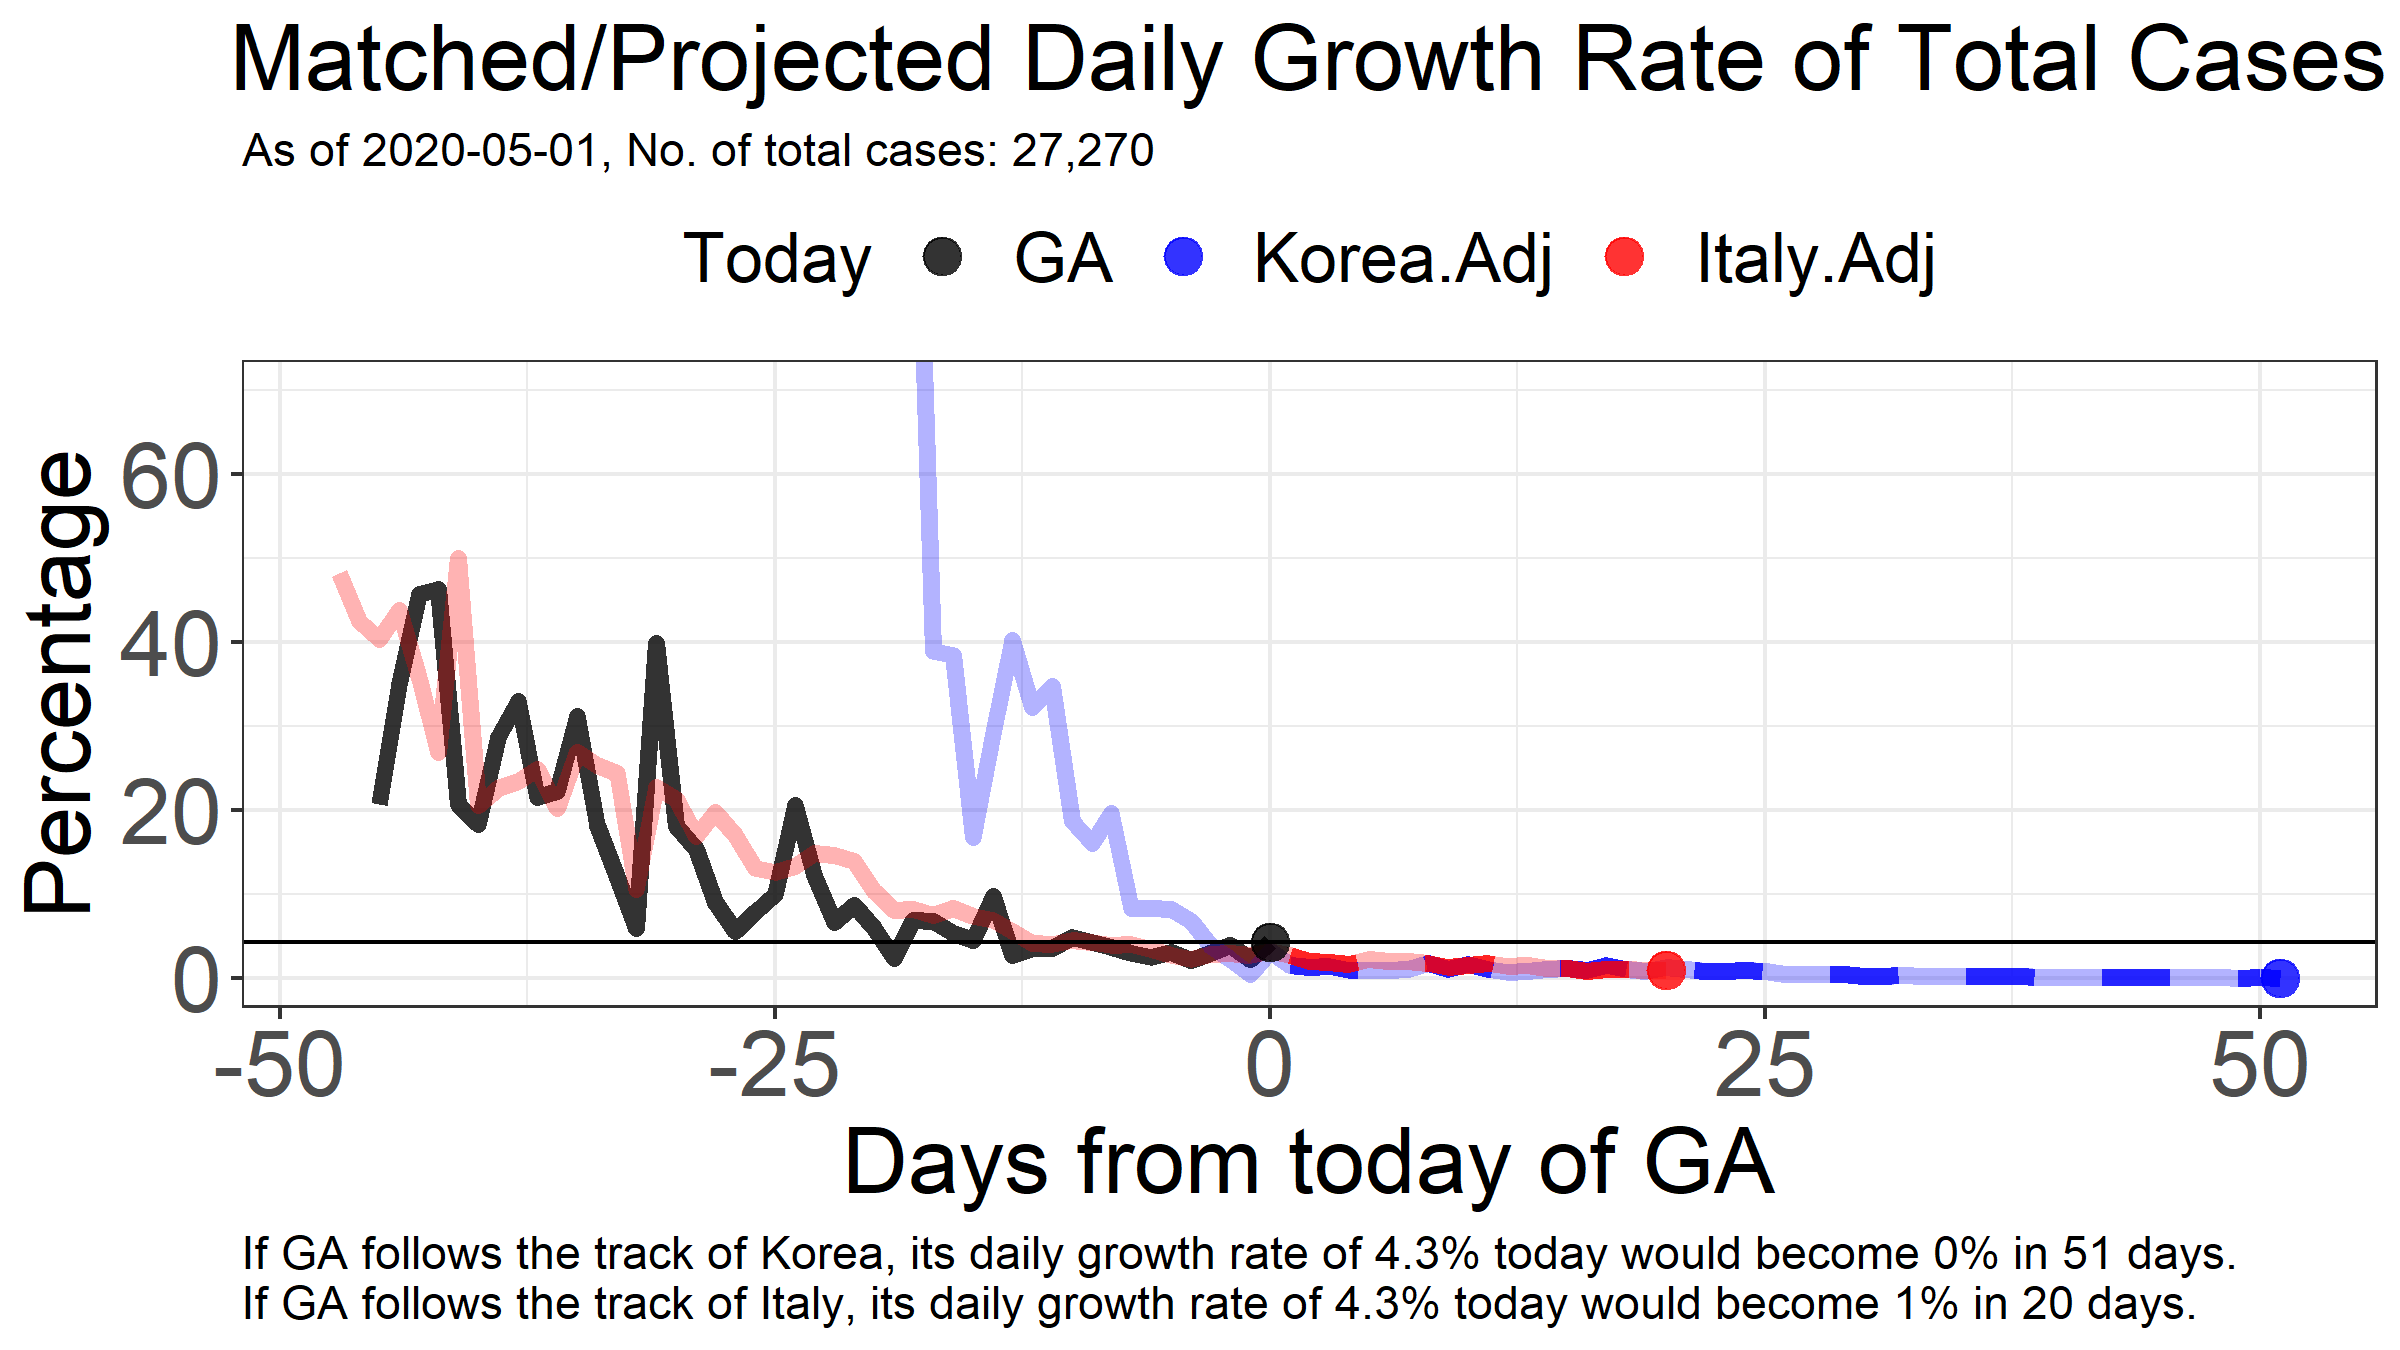 Matched/Projected Daily Growth Rate of Total Cases
As of 2020-05-01, No. of total cases: 27,270
Today GA Korea.Adj Italy.Adj
Percentage
60
40
20
0
-50 -25 0 25 50
Days from today of GA
If GA follows the track of Korea, its daily growth rate of 4.3% today would become 0% in 51 days.
If GA follows the track of Italy, its daily growth rate of 4.3% today would become 1% in 20 days.